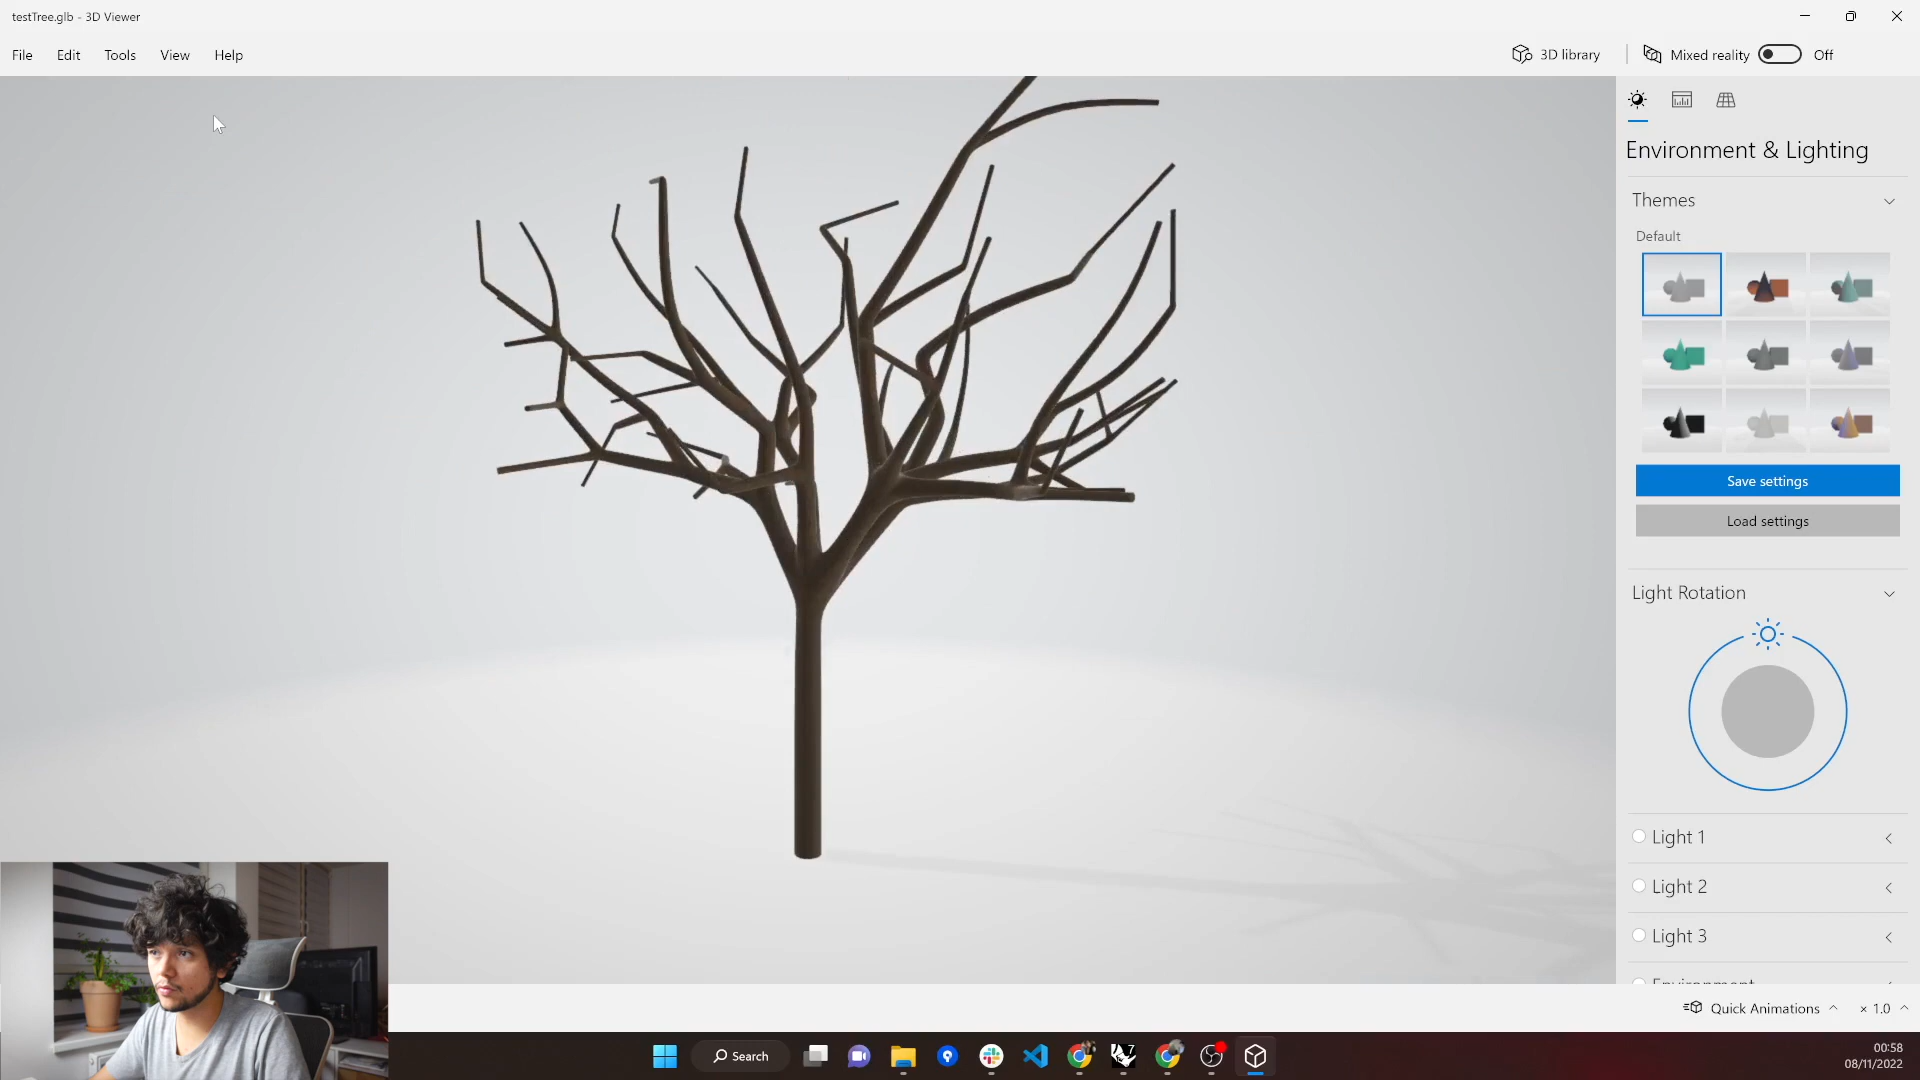 testTree.glb - 3D Viewer
File Edit Tools View Help
3D library
Mixed reality Off
Environment & Lighting
Themes
Default
Save settings
Load settings
Light Rotation
Light 1
Light 2
Light 3
Environment
Quick Animations
× 1.0
Search
7
00:58
08/11/2022